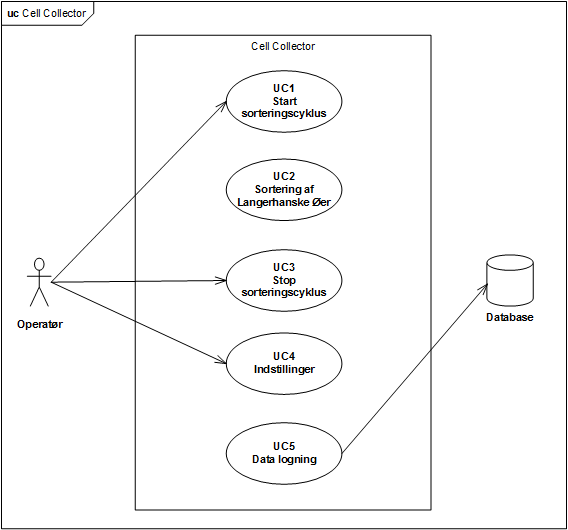 uc Cell Collector
Cell Collector
UC1
Start
sorteringscyklus
UC2
Sortering af
Langerhanske Øer
UC3
Stop
sorteringscyklus
Operatør
Database
UC4
Indstillinger
UC5
Data logning